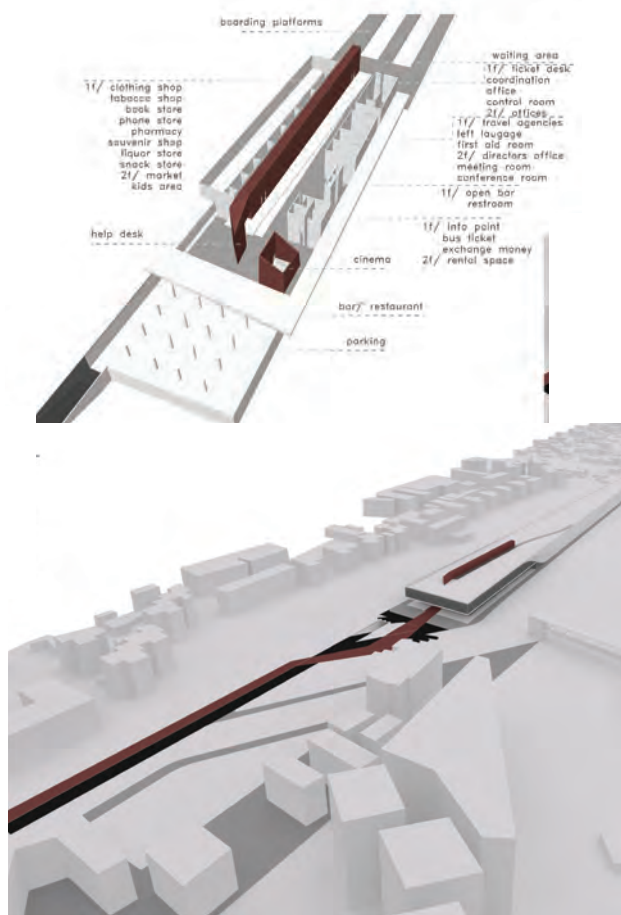 boarding platforms
1f/ clothing shop
tobacco shop
book store
phone store
pharmacy
souvenir shop
liquor store
snack store
2f/ market
kids area
help desk
waiting area
1f/ ticket desk
coordination
office
control room
2f/ offices
1f/ travel agencies
left laugage
first aid room
2f/ directors office
meeting room
conference room
1f/ open bar
restroom
1f/ info point
bus ticket
exchange money
2f/ rental space
cinema
bar/ restaurant
parking